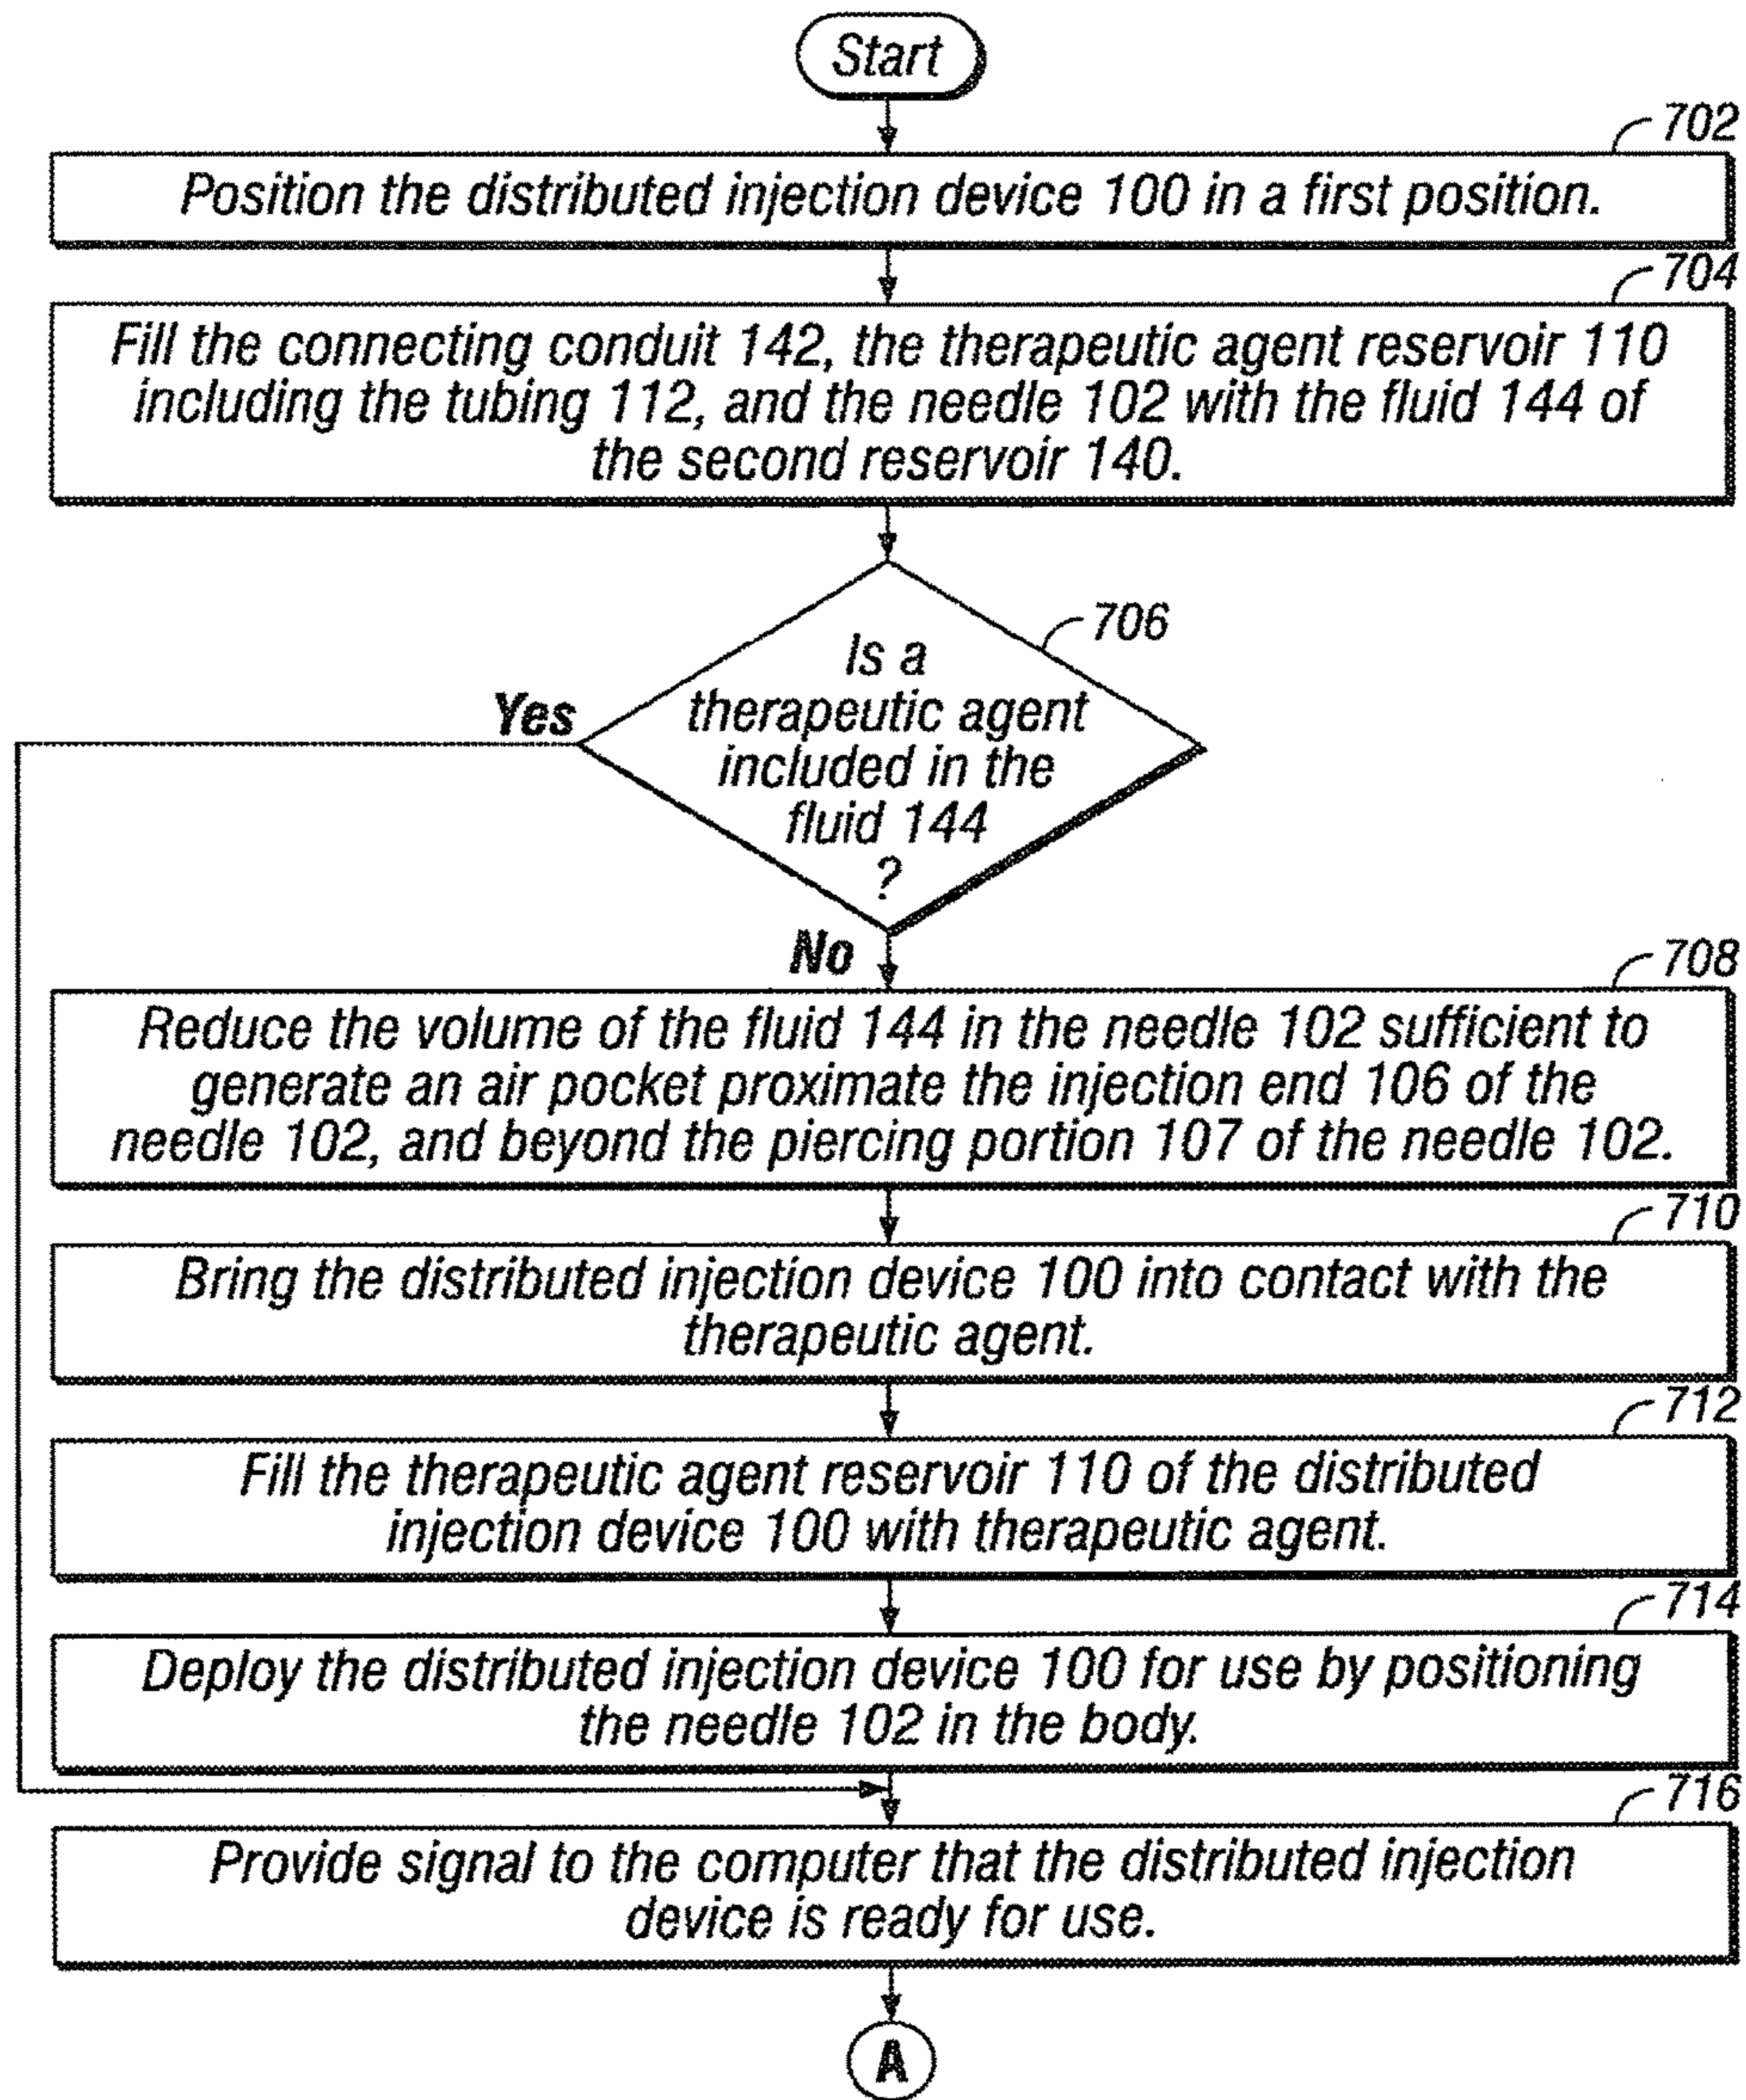 Start
702
Position the distributed injection device 100 in a first position.
704
Fill the connecting conduit 142, the therapeutic agent reservoir 110
including the tubing 112, and the needle 102 with the fluid 144 of
the second reservoir 140.
706
Is a
therapeutic agent
included in the
fluid 144
?
Yes
No
708
Reduce the volume of the fluid 144 in the needle 102 sufficient to
generate an air pocket proximate the injection end 106 of the
needle 102, and beyond the piercing portion 107 of the needle 102.
710
Bring the distributed injection device 100 into contact with the
therapeutic agent.
712
Fill the therapeutic agent reservoir 110 of the distributed
injection device 100 with therapeutic agent.
714
Deploy the distributed injection device 100 for use by positioning
the needle 102 in the body.
716
Provide signal to the computer that the distributed injection
device is ready for use.
A